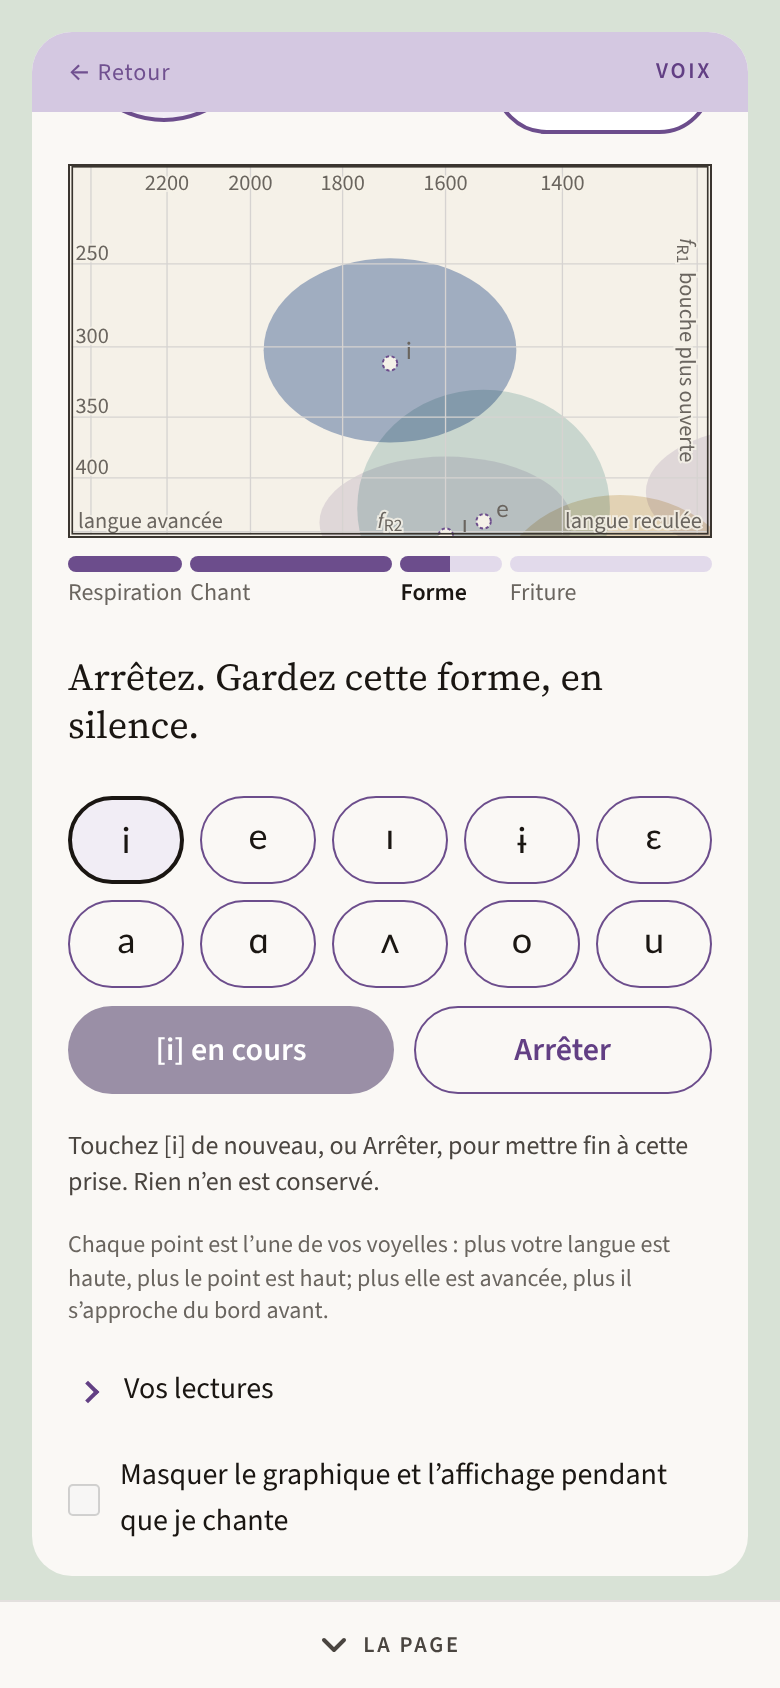 ← Retour
VOIX
2200 2000 1800 1600 1400
250
300
350
400
fR1 bouche plus ouverte
i
e
ɪ
langue avancée
fR2
langue reculée
Respiration Chant Forme Friture
Arrêtez. Gardez cette forme, en
silence.
i e ɪ ɨ ɛ
a ɑ ʌ o u
[i] en cours
Arrêter
Touchez [i] de nouveau, ou Arrêter, pour mettre fin à cette
prise. Rien n’en est conservé.
Chaque point est l’une de vos voyelles : plus votre langue est
haute, plus le point est haut; plus elle est avancée, plus il
s’approche du bord avant.
Vos lectures
Masquer le graphique et l’affichage pendant
que je chante
LA PAGE